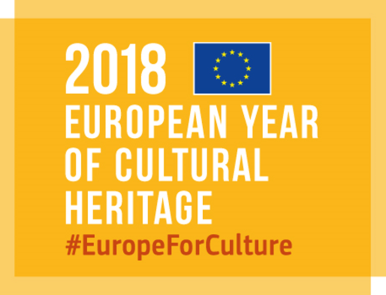 2018
EUROPEAN YEAR
OF CULTURAL
HERITAGE
#EuropeForCulture